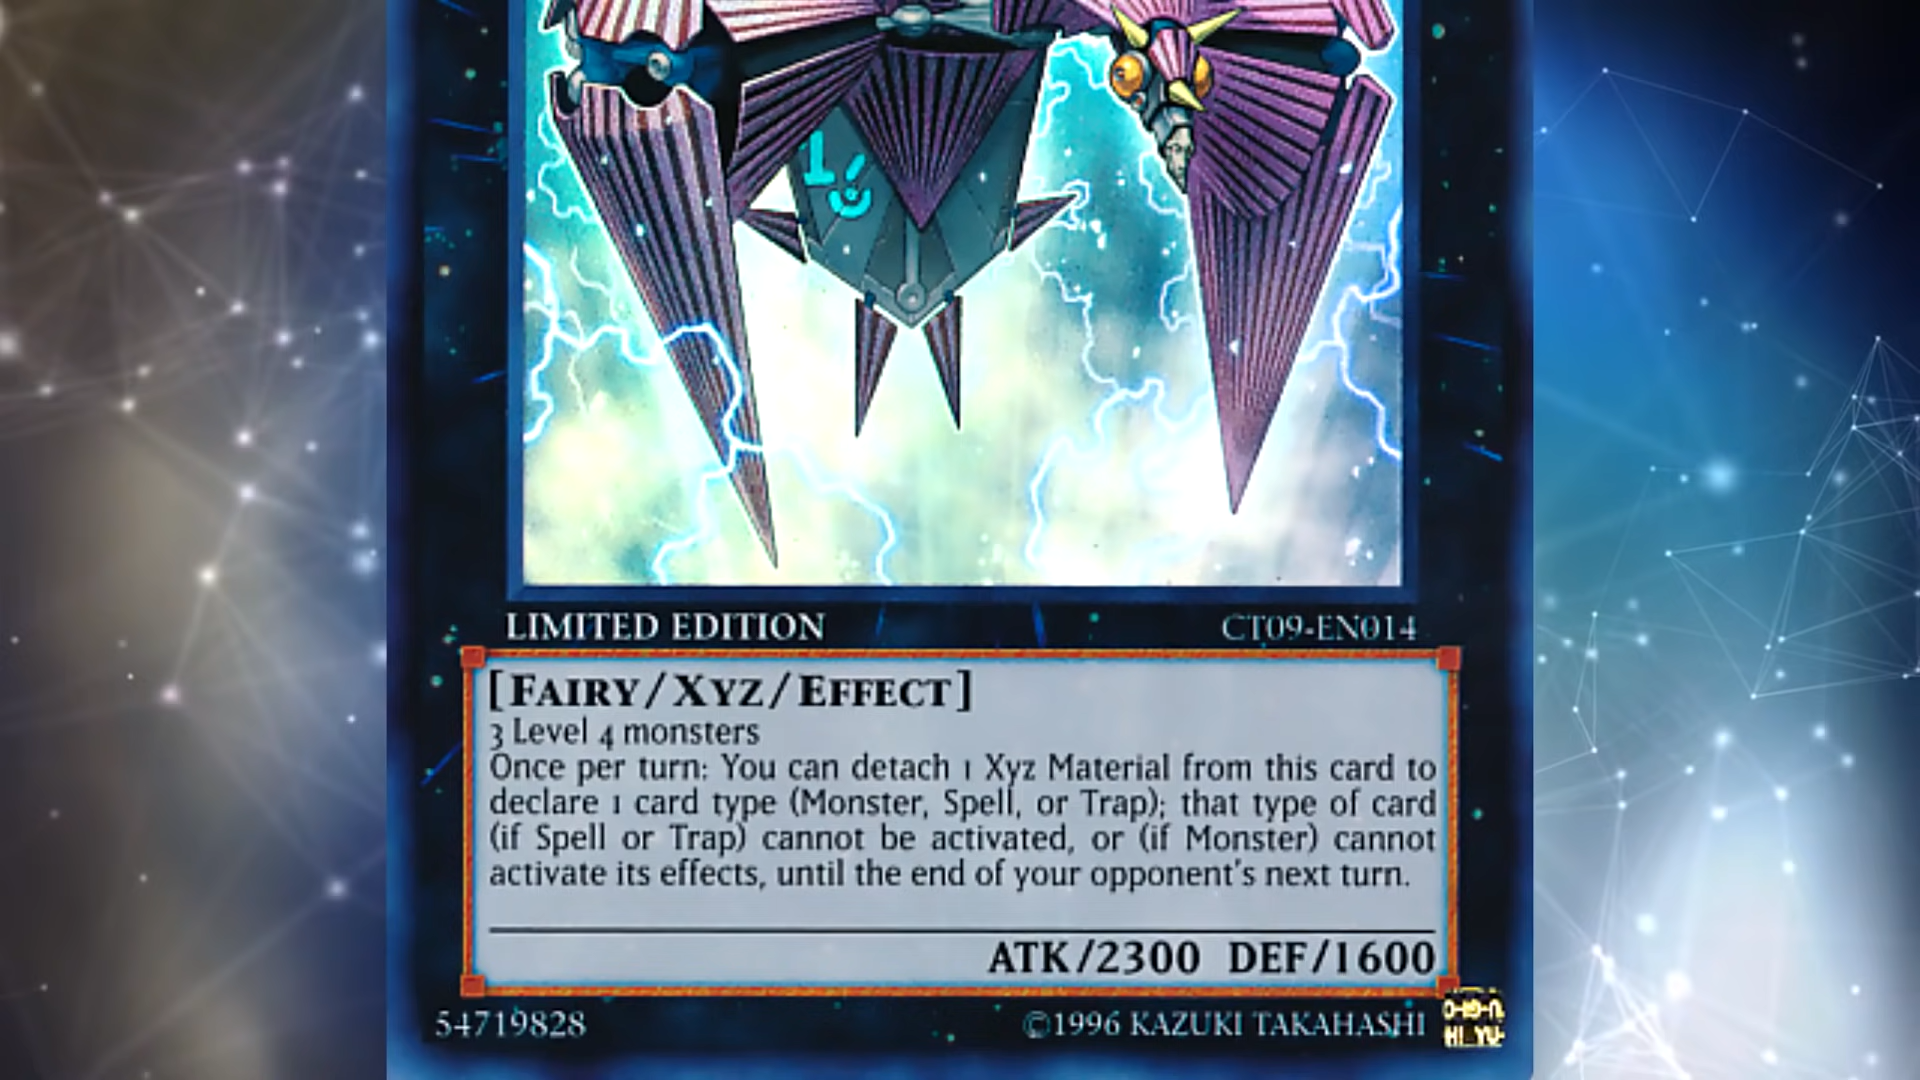 16
LIMITED EDITION CT09-EN014
[FAIRY/XYZ/EFFECT]
3 Level 4 monsters
Once per turn: You can detach 1 Xyz Material from this card to
declare 1 card type (Monster, Spell, or Trap); that type of card
(if Spell or Trap) cannot be activated, or (if Monster) cannot
activate its effects, until the end of your opponent's next turn.
ATK/2300 DEF/1600
54719828 ©1996 KAZUKI TAKAHASHI